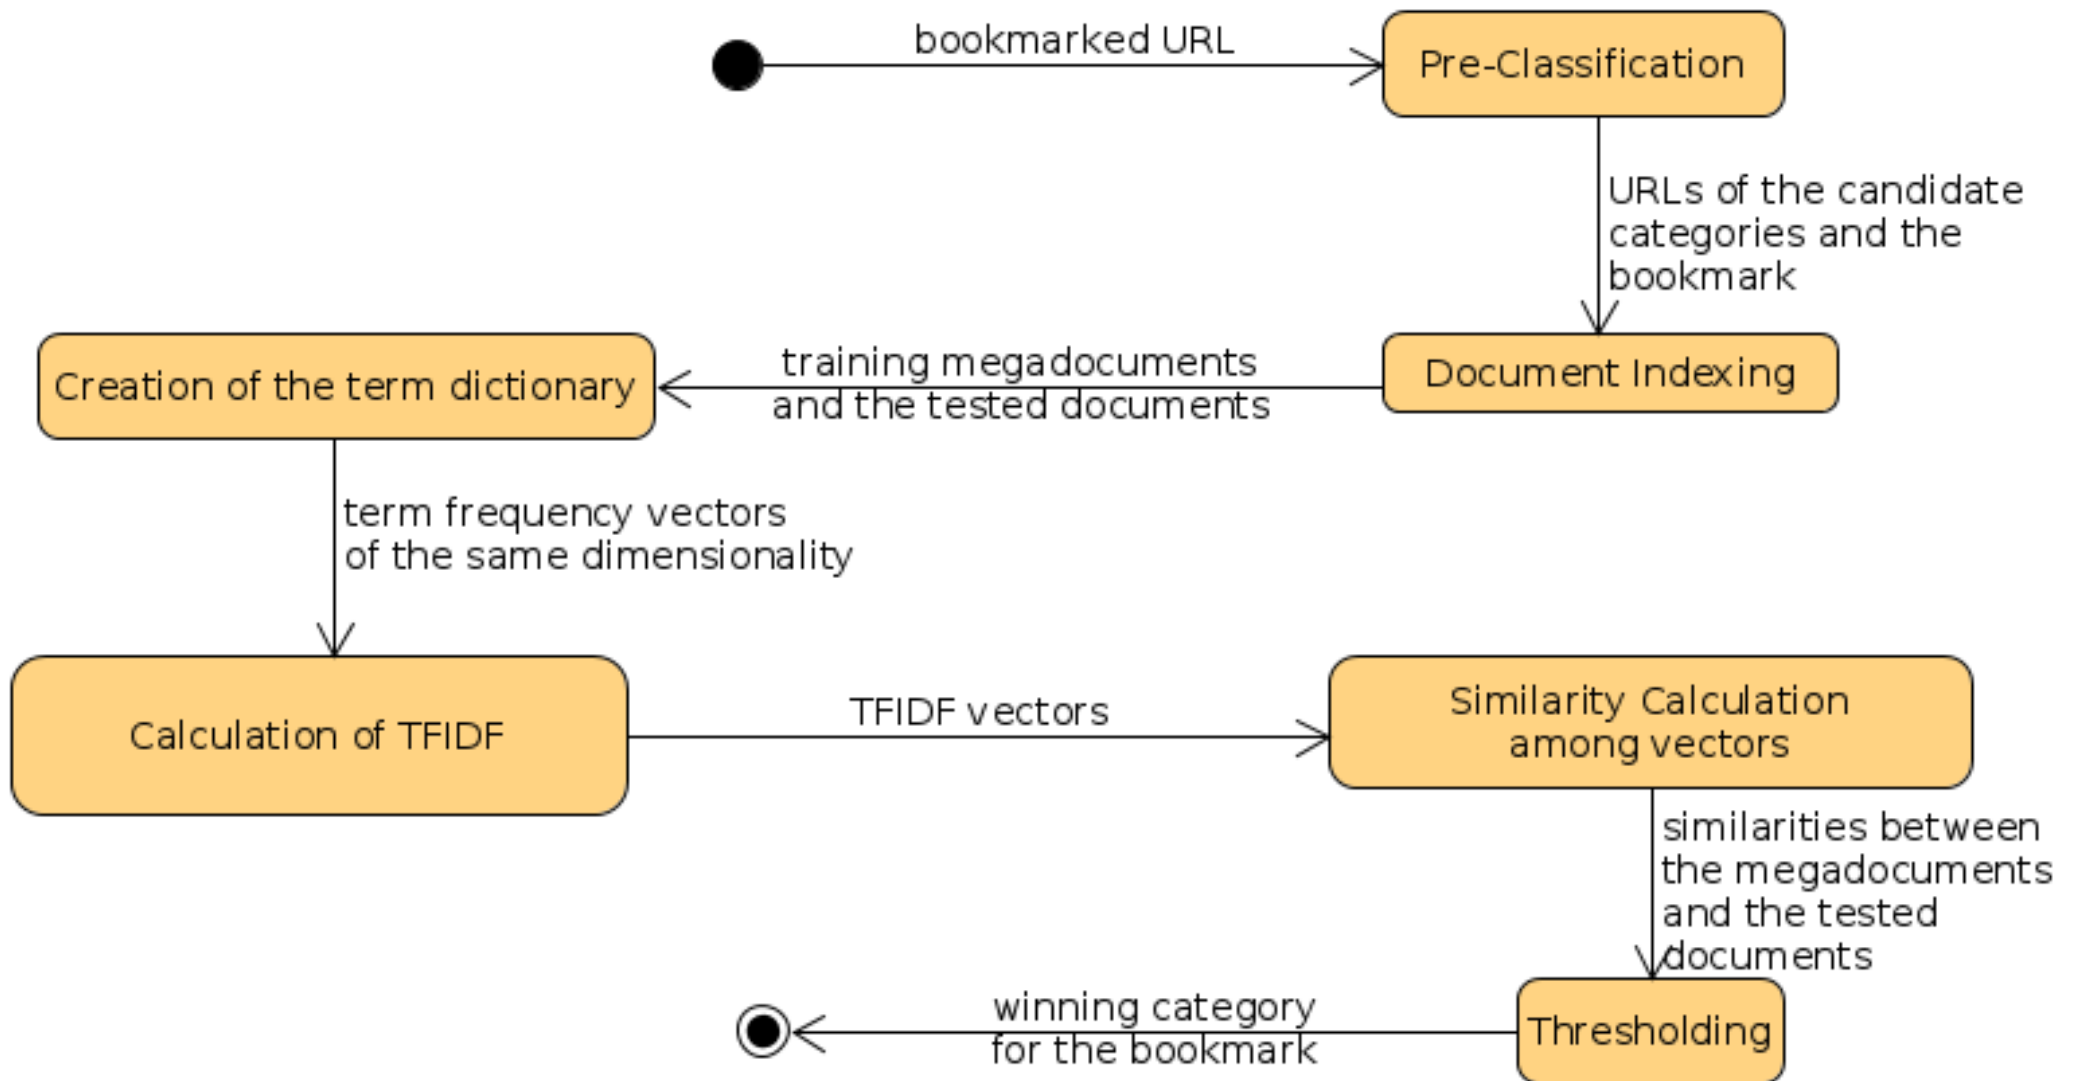 bookmarked URL
Pre-Classification
URLs of the candidate
categories and the
bookmark
Document Indexing
training megadocuments
and the tested documents
Creation of the term dictionary
term frequency vectors
of the same dimensionality
Calculation of TFIDF
TFIDF vectors
Similarity Calculation
among vectors
similarities between
the megadocuments
and the tested
documents
Thresholding
winning category
for the bookmark